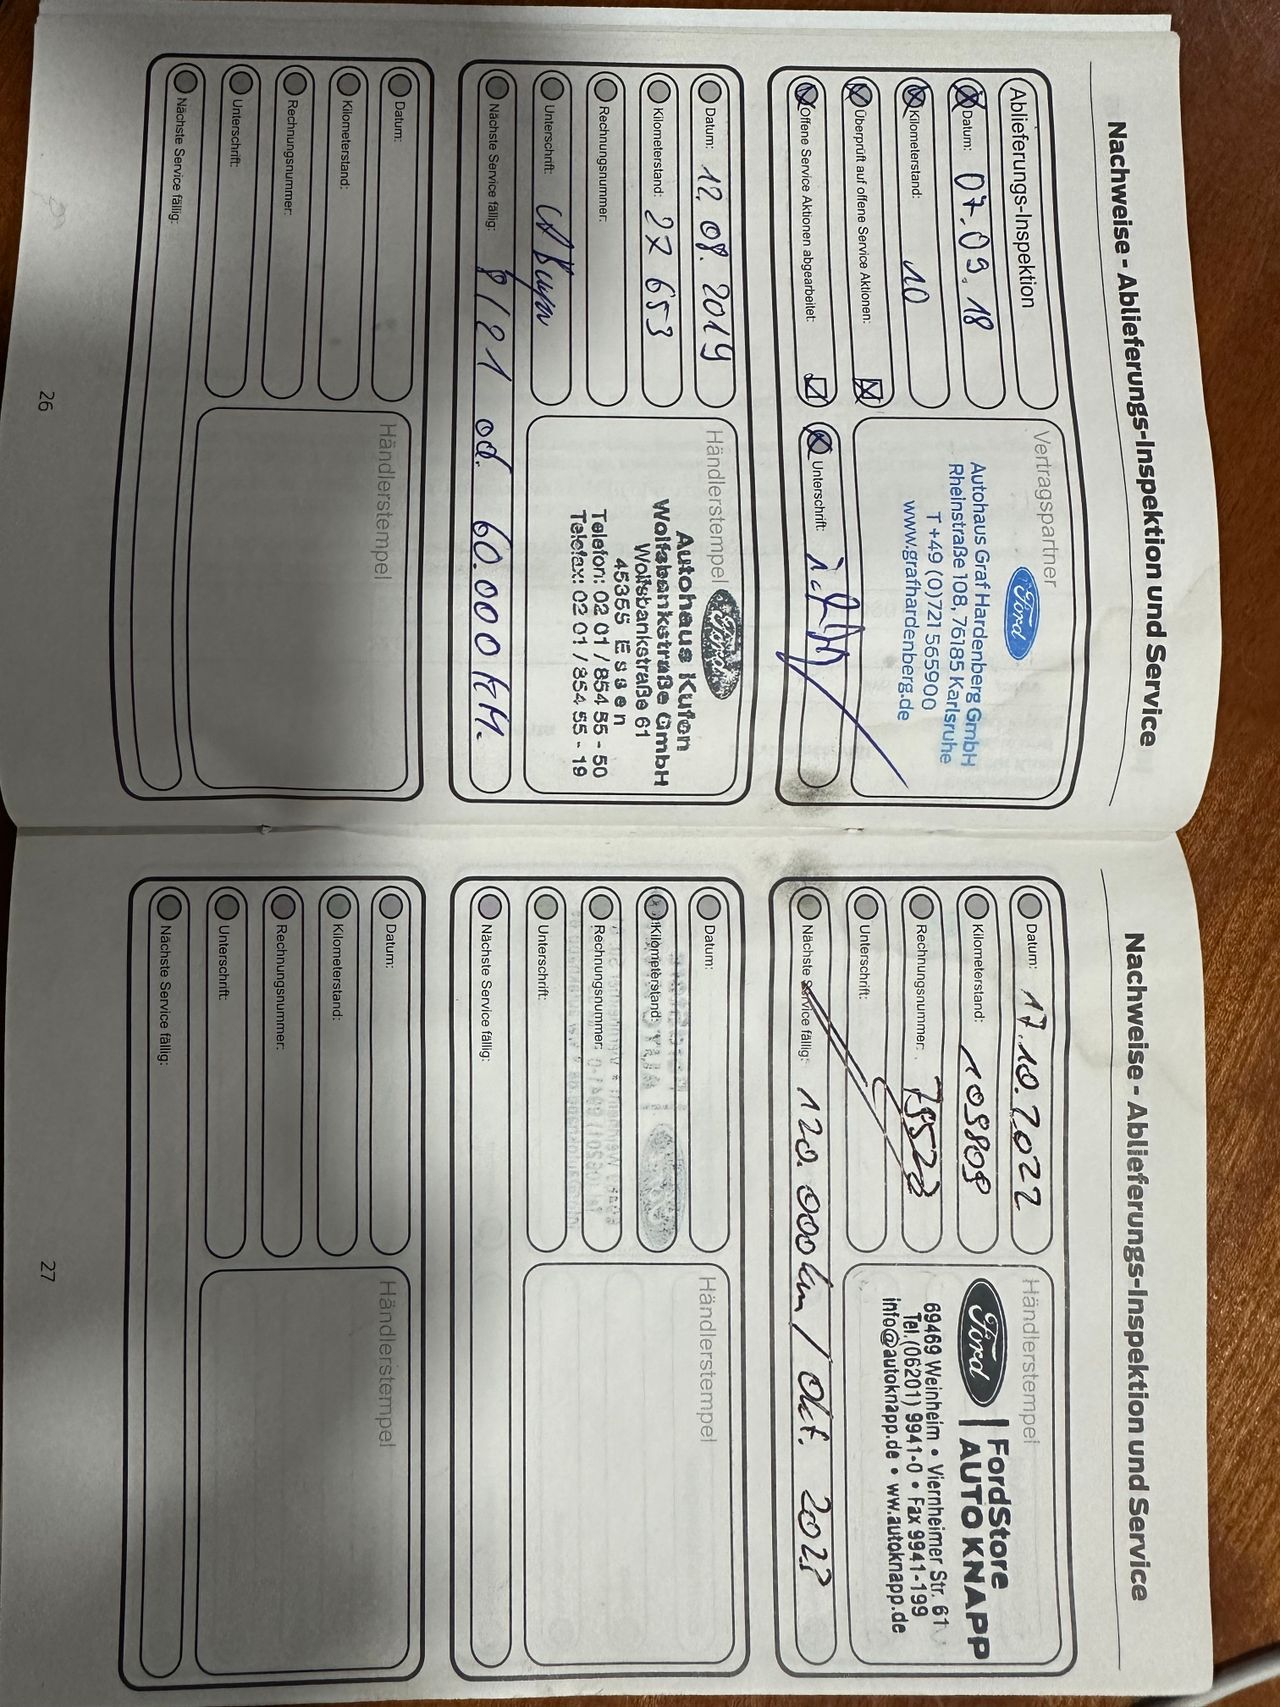 Nachweise - Ablieferungs-Inspektion und Service
Ablieferungs-Inspektion
Datum: 07.09.18
Kilometerstand: 10
Überprüft auf offene Service Aktionen:
Offene Service Aktionen abgearbeitet:
Vertragspartner
Ford
Autohaus Graf Hardenberg GmbH
Rheinstraße 108, 76185 Karlsruhe
T +49 (0)721 565900
www.grafhardenberg.de
Unterschrift:
Datum: 12.08.2019
Kilometerstand: 27 653
Rechnungsnummer:
Unterschrift:
Nächste Service fällig: 8/21 od. 60.000 KM.
Händlerstempel
Ford
Autohaus Kufen
Wolfsbankstraße GmbH
Wolfsbankstraße 61
45355 Essen
Telefon: 02 01 / 854 55 - 50
Telefax: 02 01 / 854 55 - 19
Datum:
Kilometerstand:
Rechnungsnummer:
Unterschrift:
Nächste Service fällig:
Händlerstempel
26
Nachweise - Ablieferungs-Inspektion und Service
Datum: 17.10.2022
Kilometerstand: 109809
Rechnungsnummer:
Unterschrift:
Nächste Service fällig: 120.000km / Okt. 2023
Händlerstempel
Ford
FordStore
AUTO KNAPP
69469 Weinheim • Viernheimer Str. 61
Tel. (06201) 9941-0 • Fax 9941-199
info@autoknapp.de • ww.autoknapp.de
Datum:
Kilometerstand:
Rechnungsnummer:
Unterschrift:
Nächste Service fällig:
Händlerstempel
Datum:
Kilometerstand:
Rechnungsnummer:
Unterschrift:
Nächste Service fällig:
Händlerstempel
27